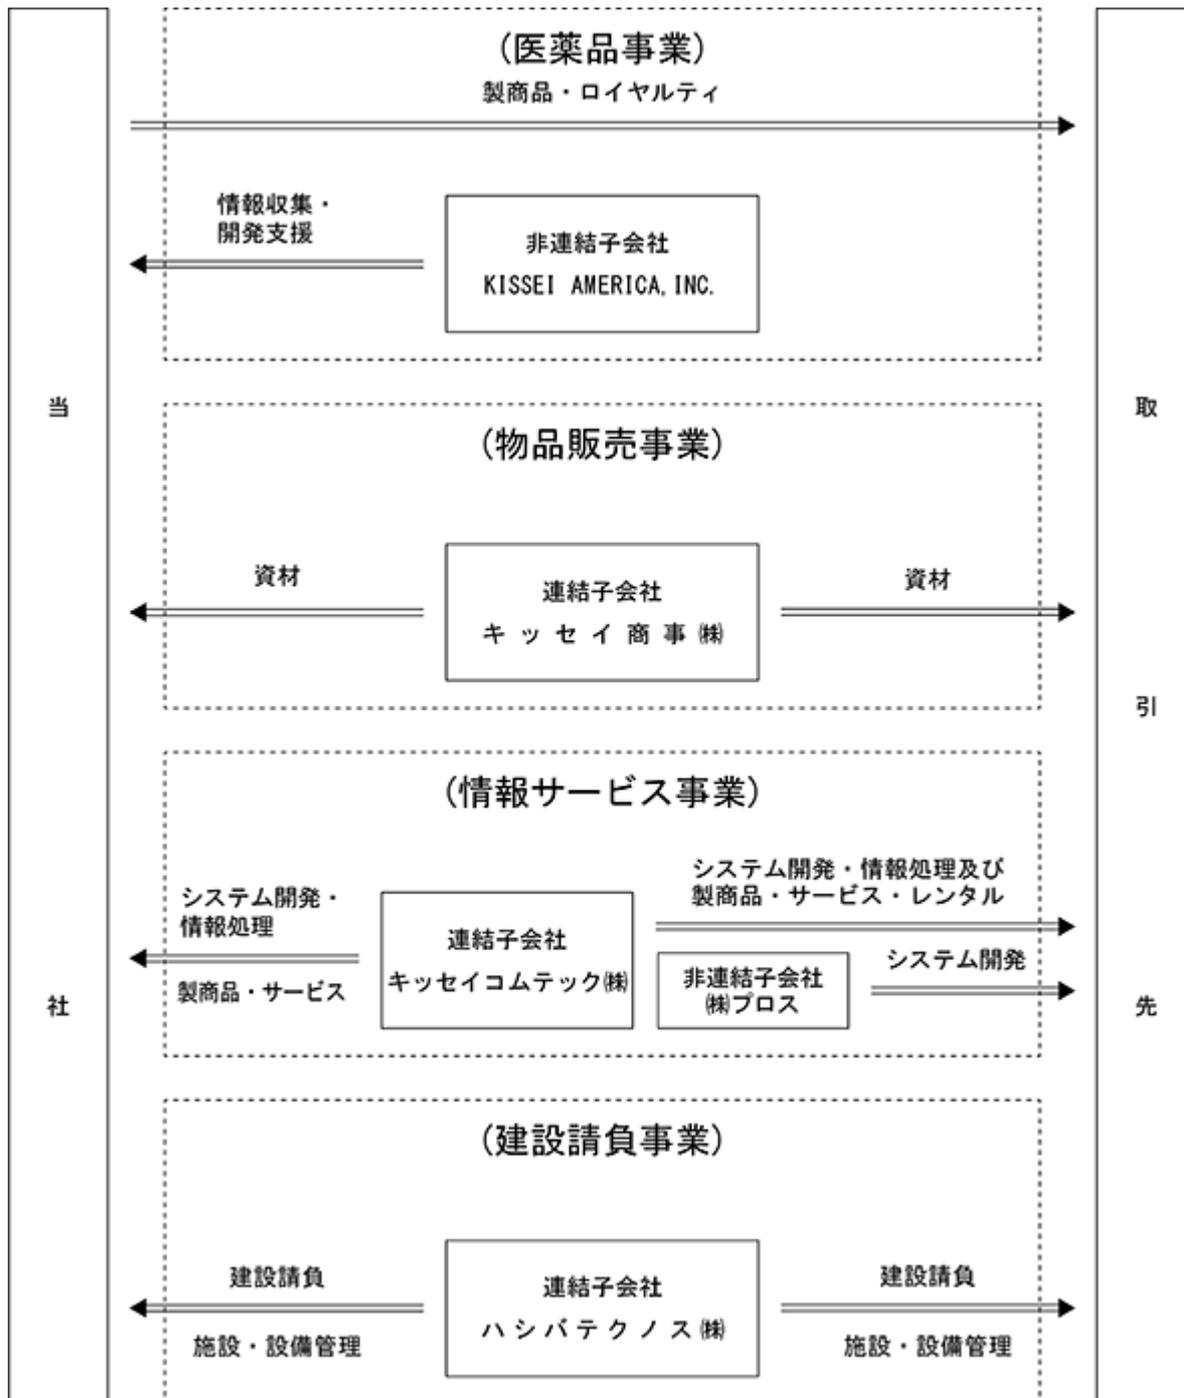 (医薬品事業)
製商品・ロイヤルティ
情報収集・
開発支援
非連結子会社
KISSEI AMERICA, INC.
当
社
取
引
先
(物品販売事業)
資材
連結子会社
キッセイ商事㈱
資材
(情報サービス事業)
システム開発・
情報処理
製商品・サービス
連結子会社
キッセイコムテック㈱
システム開発・情報処理及び
製商品・サービス・レンタル
非連結子会社
㈱プロス
システム開発
(建設請負事業)
建設請負
施設・設備管理
連結子会社
ハシバテクノス㈱
建設請負
施設・設備管理